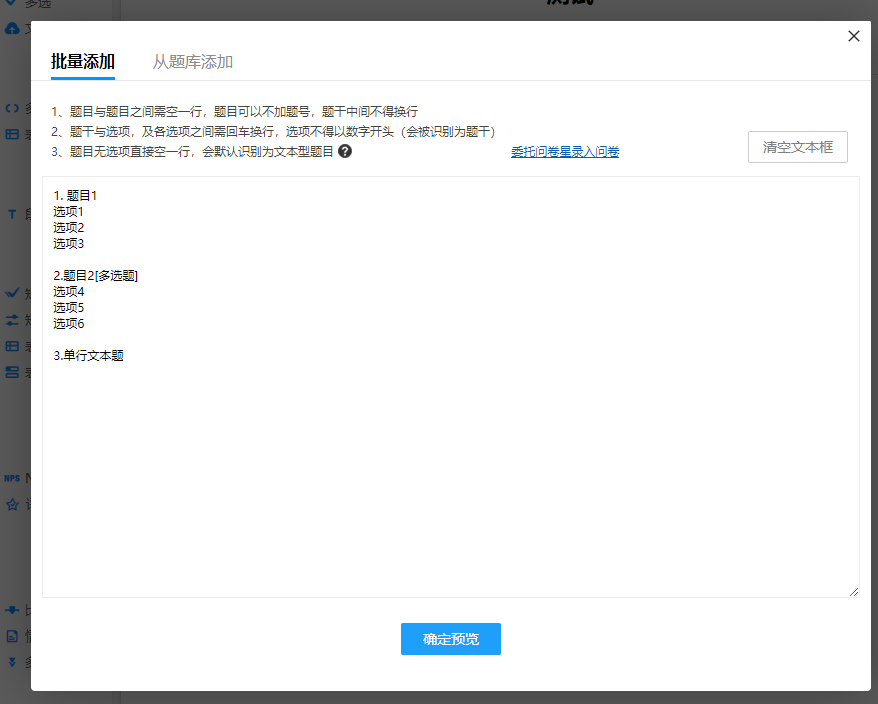 多选
测试
批量添加
从题库添加
1、题目与题目之间需空一行，题目可以不加题号，题干中间不得换行
2、题干与选项，及各选项之间需回车换行，选项不得以数字开头（会被识别为题干）
3、题目无选项直接空一行，会默认识别为文本型题目
委托问卷星录入问卷
清空文本框
1. 题目1
选项1
选项2
选项3
2.题目2[多选题]
选项4
选项5
选项6
3.单行文本题
NPS
确定预览